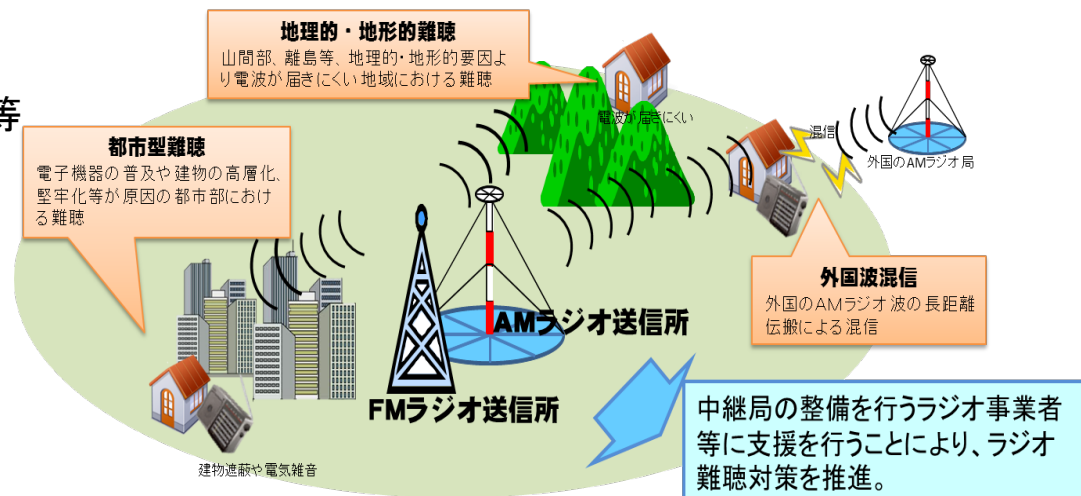 地理的・地形的難聴
山間部、離島等、地理的・地形的要因よ
り電波が届きにくい地域における難聴
等
都市型難聴
電子機器の普及や建物の高層化、
堅牢化等が原因の都市部におけ
る難聴
電波が届きにくい
混信
外国のAMラジオ局
外国波混信
外国のAMラジオ波の長距離
伝搬による混信
AMラジオ送信所
FMラジオ送信所
建物遮蔽や電気雑音
中継局の整備を行うラジオ事業者
等に支援を行うことにより、ラジオ
難聴対策を推進。